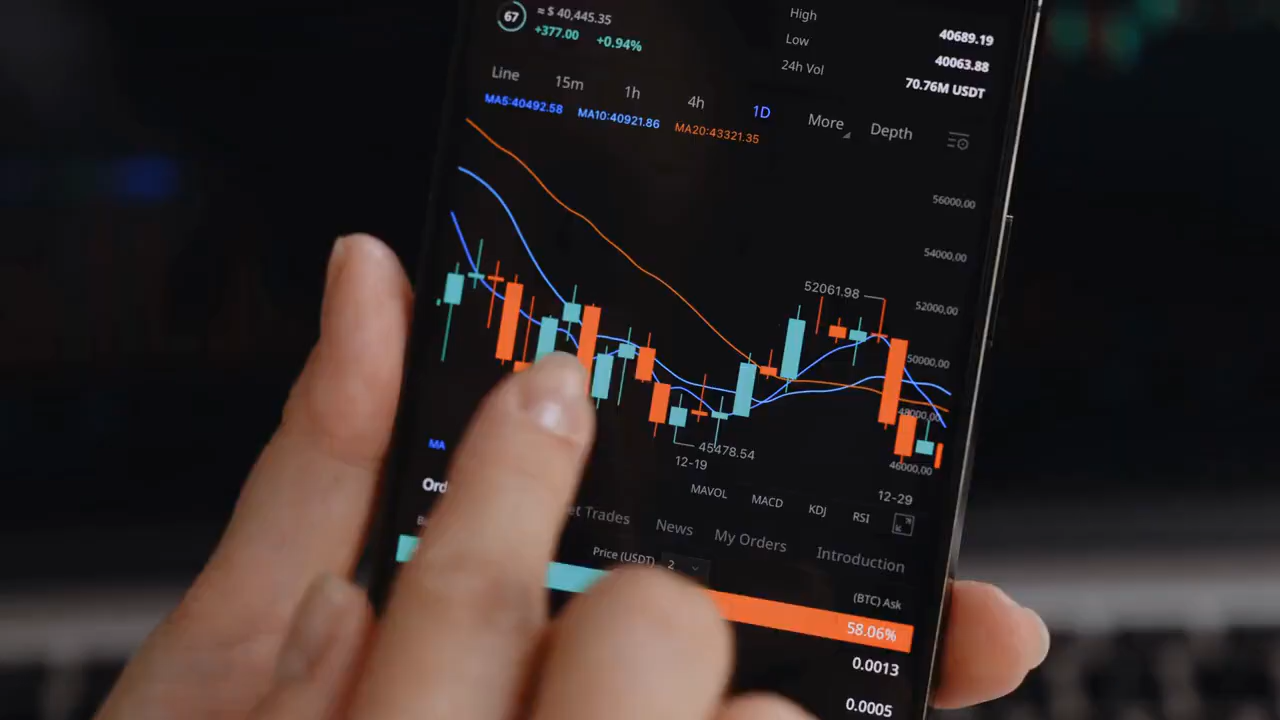 67
≈ $ 40,445.35
+377.00 +0.94%
High 40689.19
Low 40063.88
24h Vol 70.76M USDT
Line 15m 1h 4h 1D More Depth
MA5:40492.58 MA10:40921.86 MA20:43321.35
56000,00
54000,00
52061.98
52000,00
50000,00
48000,00
45478.54
46000,00
MA
12-19
12-29
MAVOL MACD KDJ RSI
Trades News My Orders Introduction
Price (USDT) 2
(BTC) Ask
58.06%
0.0013
0.0005